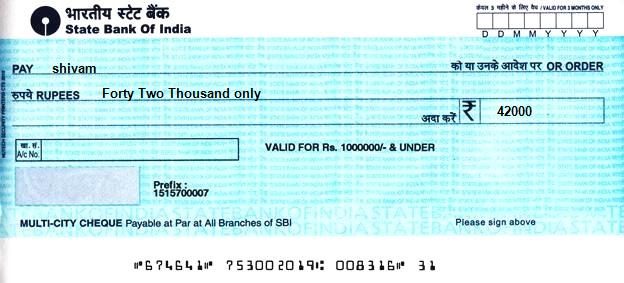 भारतीय स्टेट बैंक
State Bank Of India
केवल 3 महीने के लिए वैध / VALID FOR 3 MONTHS ONLY
D D M M Y Y Y Y
PAY shivam को या उनके आदेश पर OR ORDER
रुपये RUPEES Forty Two Thousand only
अदा करें ₹ 42000
खा. सं.
A/c No.
VALID FOR Rs. 1000000/- & UNDER
Prefix :
1515700007
MULTI-CITY CHEQUE Payable at Par at All Branches of SBI
Please sign above
⑈674641⑈ 753002019⑆ 008316⑈ 31